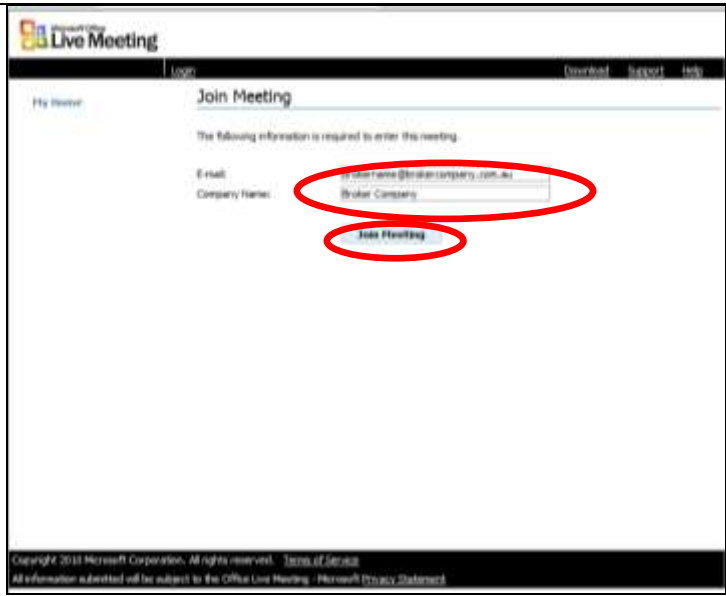 Microsoft Office
Live Meeting
Login Download Support Help
My Home
Join Meeting
The following information is required to enter this meeting.
E-mail: brokername@brokercompany.com.au
Company Name: Broker Company
Join Meeting
Copyright 2010 Microsoft Corporation. All rights reserved. Terms of Service
All information submitted will be subject to the Office Live Meeting - Microsoft Privacy Statement